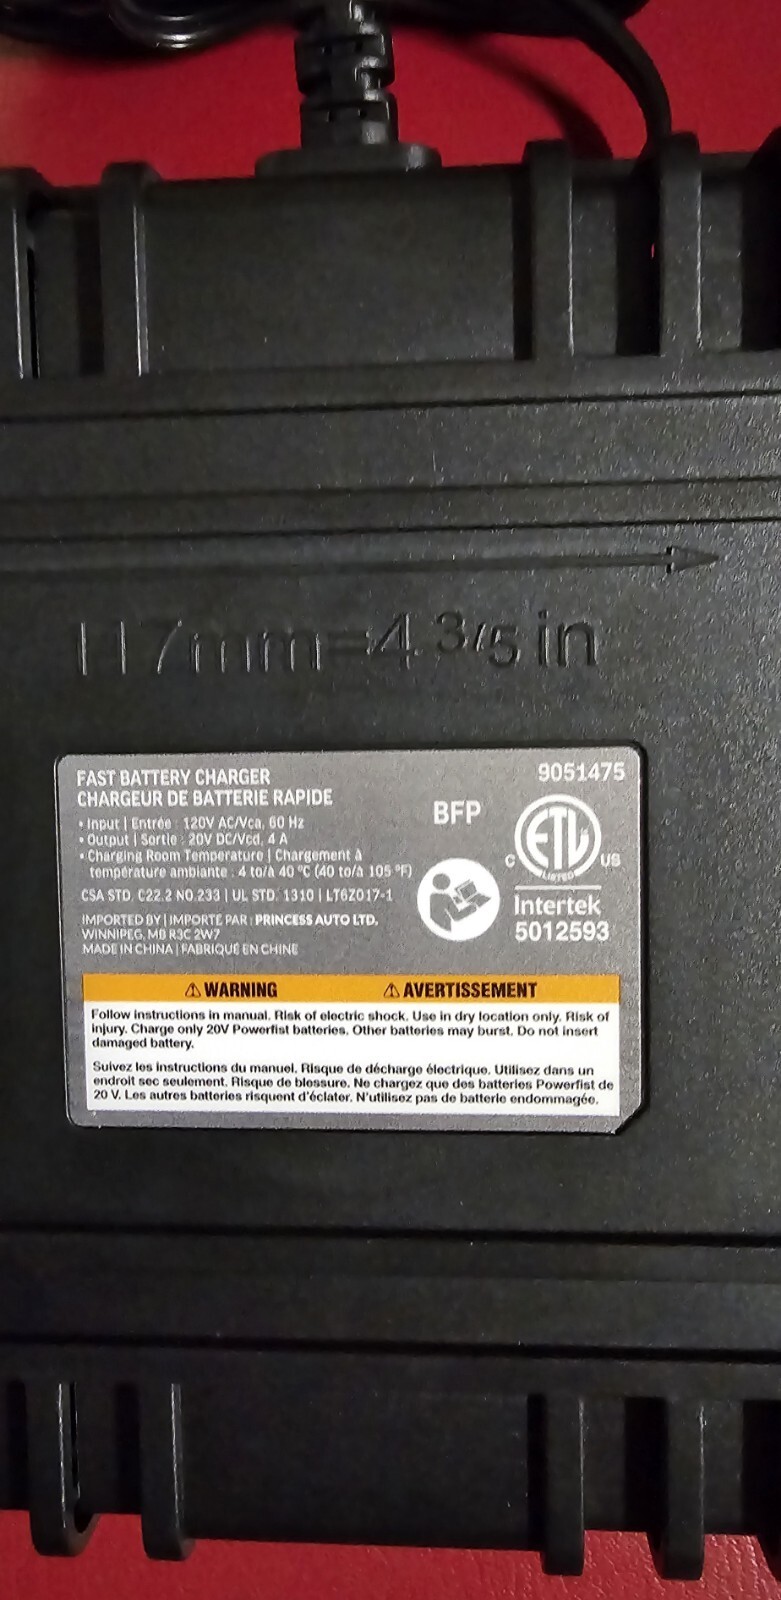 117mm=4 3/5 in
FAST BATTERY CHARGER
CHARGEUR DE BATTERIE RAPIDE
9051475
• Input | Entrée : 120V AC/Vca, 60 Hz
• Output | Sortie : 20V DC/Vcd, 4 A
• Charging Room Temperature | Chargement à
température ambiante : 4 to/à 40 °C (40 to/à 105 °F)
BFP
C ETL US
LISTED
CSA STD. C22.2 NO.233 | UL STD. 1310 | LT6Z017-1
Intertek
5012593
IMPORTED BY | IMPORTÉ PAR : PRINCESS AUTO LTD.
WINNIPEG, MB R3C 2W7
MADE IN CHINA | FABRIQUÉ EN CHINE
WARNING AVERTISSEMENT
Follow instructions in manual. Risk of electric shock. Use in dry location only. Risk of
injury. Charge only 20V Powerfist batteries. Other batteries may burst. Do not insert
damaged battery.
Suivez les instructions du manuel. Risque de décharge électrique. Utilisez dans un
endroit sec seulement. Risque de blessure. Ne chargez que des batteries Powerfist de
20 V. Les autres batteries risquent d'éclater. N'utilisez pas de batterie endommagée.